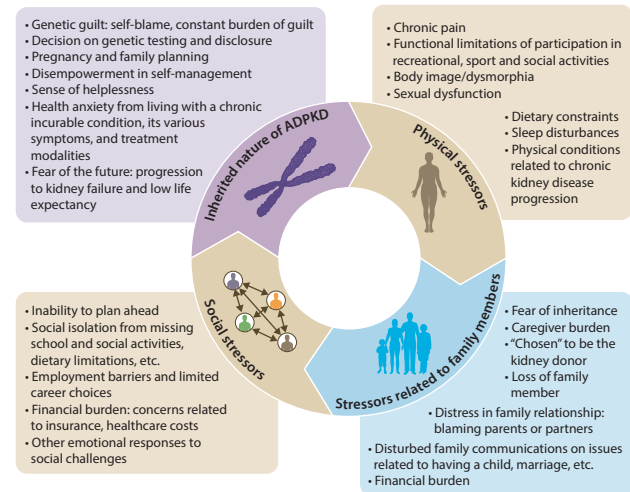 • Genetic guilt: self-blame, constant burden of guilt
• Decision on genetic testing and disclosure
• Pregnancy and family planning
• Disempowerment in self-management
• Sense of helplessness
• Health anxiety from living with a chronic
incurable condition, its various
symptoms, and treatment
modalities
• Fear of the future: progression
to kidney failure and low life
expectancy
• Chronic pain
• Functional limitations of participation in
recreational, sport and social activities
• Body image/dysmorphia
• Sexual dysfunction
• Dietary constraints
• Sleep disturbances
• Physical conditions
related to chronic
kidney disease
progression
Inherited nature of ADPKD
Physical stressors
Social stressors
Stressors related to family members
• Inability to plan ahead
• Social isolation from missing
school and social activities,
dietary limitations, etc.
• Employment barriers and limited
career choices
• Financial burden: concerns related
to insurance, healthcare costs
• Other emotional responses to
social challenges
• Fear of inheritance
• Caregiver burden
• “Chosen” to be the
kidney donor
• Loss of family
member
• Distress in family relationship:
blaming parents or partners
• Disturbed family communications on issues
related to having a child, marriage, etc.
• Financial burden